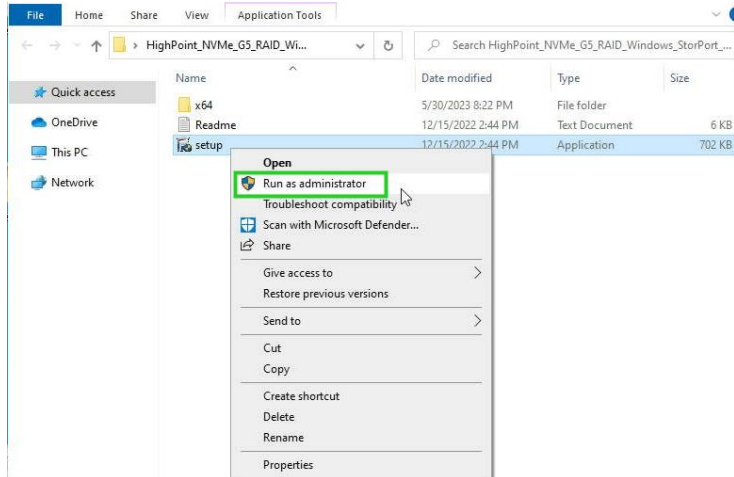 File Home Share View Application Tools
HighPoint_NVMe_G5_RAID_Wi... Search HighPoint_NVMe_G5_RAID_Windows_StorPort_...
Name Date modified Type Size
Quick access
x64 5/30/2023 8:22 PM File folder
OneDrive
Readme 12/15/2022 2:44 PM Text Document 6 KB
This PC
setup 12/15/2022 2:44 PM Application 702 KB
Network
Open
Run as administrator
Troubleshoot compatibility
Scan with Microsoft Defender...
Share
Give access to
Restore previous versions
Send to
Cut
Copy
Create shortcut
Delete
Rename
Properties